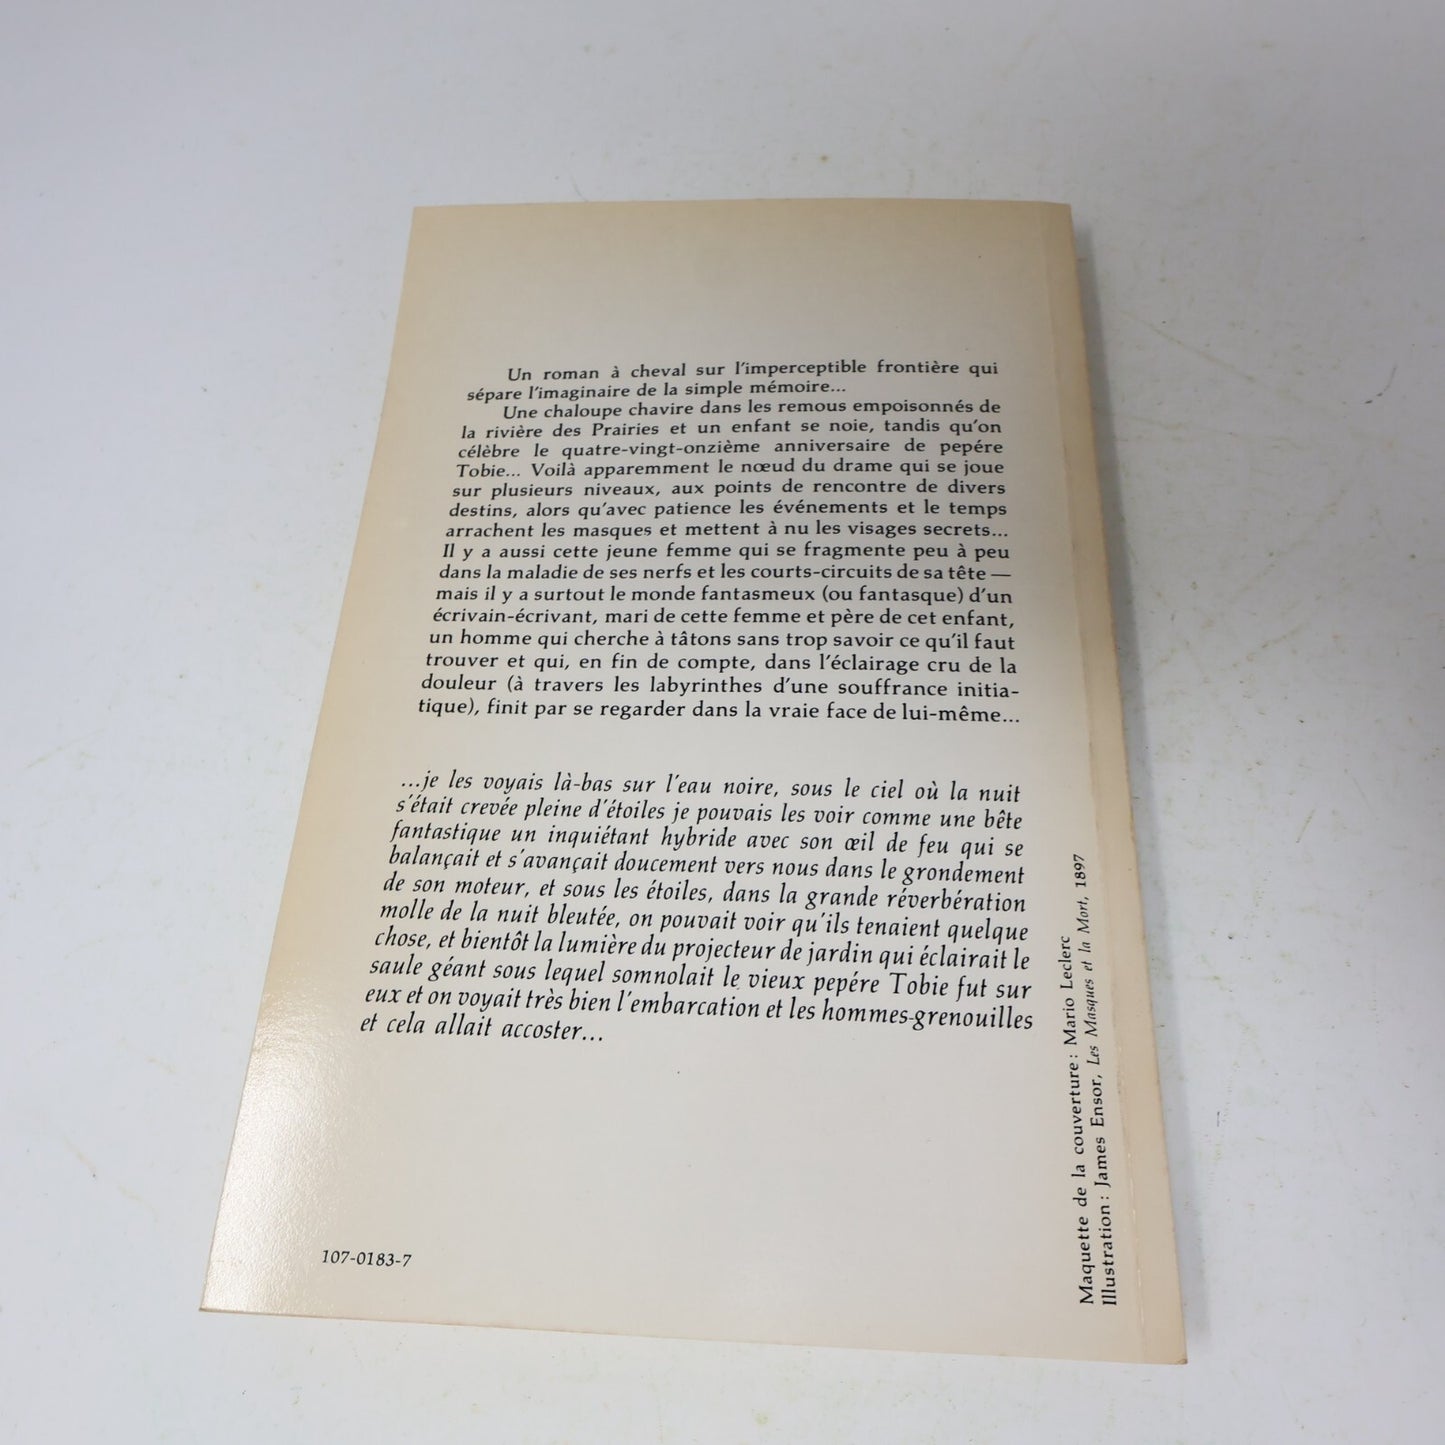 Un roman à cheval sur l'imperceptible frontière qui
sépare l'imaginaire de la simple mémoire...
Une chaloupe chavire dans les remous empoisonnés de
la rivière des Prairies et un enfant se noie, tandis qu'on
célèbre le quatre-vingt-onzième anniversaire de pepére
Tobie... Voilà apparemment le nœud du drame qui se joue
sur plusieurs niveaux, aux points de rencontre de divers
destins, alors qu'avec patience les événements et le temps
arrachent les masques et mettent à nu les visages secrets...
Il y a aussi cette jeune femme qui se fragmente peu à peu
dans la maladie de ses nerfs et les courts-circuits de sa tête —
mais il y a surtout le monde fantasmeux (ou fantasque) d'un
écrivain-écrivant, mari de cette femme et père de cet enfant,
un homme qui cherche à tâtons sans trop savoir ce qu'il faut
trouver et qui, en fin de compte, dans l'éclairage cru de la
douleur (à travers les labyrinthes d'une souffrance initia-
tique), finit par se regarder dans la vraie face de lui-même...
...je les voyais là-bas sur l'eau noire, sous le ciel où la nuit
s'était crevée pleine d'étoiles je pouvais les voir comme une bête
fantastique un inquiétant hybride avec son œil de feu qui se
balançait et s'avançait doucement vers nous dans le grondement
de son moteur, et sous les étoiles, dans la grande réverbération
molle de la nuit bleutée, on pouvait voir qu'ils tenaient quelque
chose, et bientôt la lumière du projecteur de jardin qui éclairait le
saule géant sous lequel somnolait le vieux pepére Tobie fut sur
eux et on voyait très bien l'embarcation et les hommes-grenouilles
et cela allait accoster...
107-0183-7
Maquette de la couverture : Mario Leclerc
Illustration : James Ensor, Les Masques et la Mort, 1897